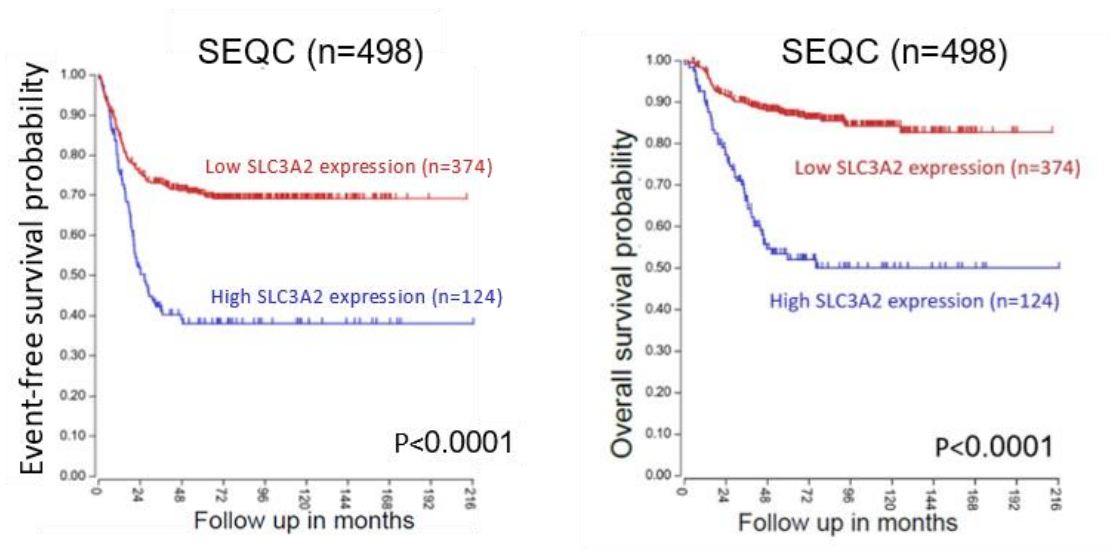 SEQC (n=498)
Event-free survival probability
1.00
0.90
0.80
0.70
0.60
0.50
0.40
0.30
0.20
0.10
0.00
Low SLC3A2 expression (n=374)
High SLC3A2 expression (n=124)
P<0.0001
0 24 48 72 96 120 144 168 192 216
Follow up in months
SEQC (n=498)
Overall survival probability
1.00
0.90
0.80
0.70
0.60
0.50
0.40
0.30
0.20
0.10
0.00
Low SLC3A2 expression (n=374)
High SLC3A2 expression (n=124)
P<0.0001
0 24 48 72 96 120 144 168 192 216
Follow up in months